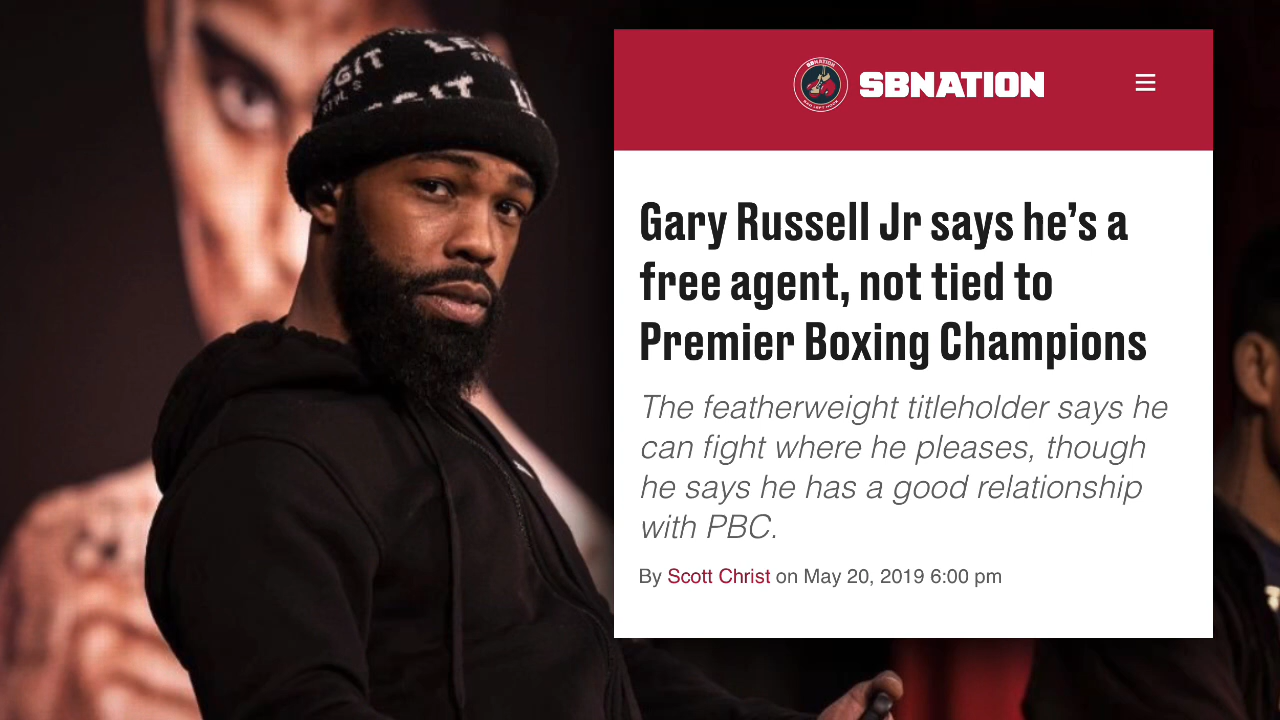 LEGIT
SBNATION
Gary Russell Jr says he's a
free agent, not tied to
Premier Boxing Champions
The featherweight titleholder says he
can fight where he pleases, though
he says he has a good relationship
with PBC.
By Scott Christ on May 20, 2019 6:00 pm